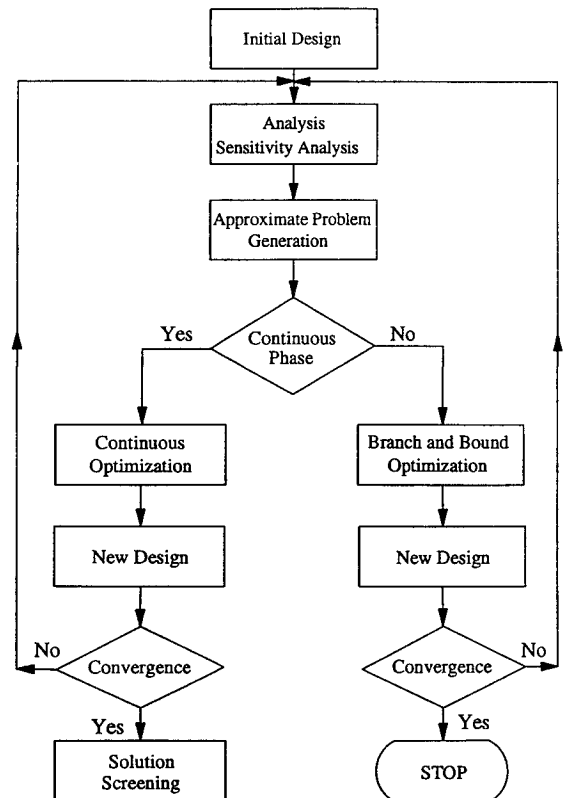 Initial Design
Analysis
Sensitivity Analysis
Approximate Problem
Generation
Continuous
Phase
Yes
No
Continuous
Optimization
Branch and Bound
Optimization
New Design
New Design
No
Convergence
Convergence
No
Yes
Yes
Solution
Screening
STOP